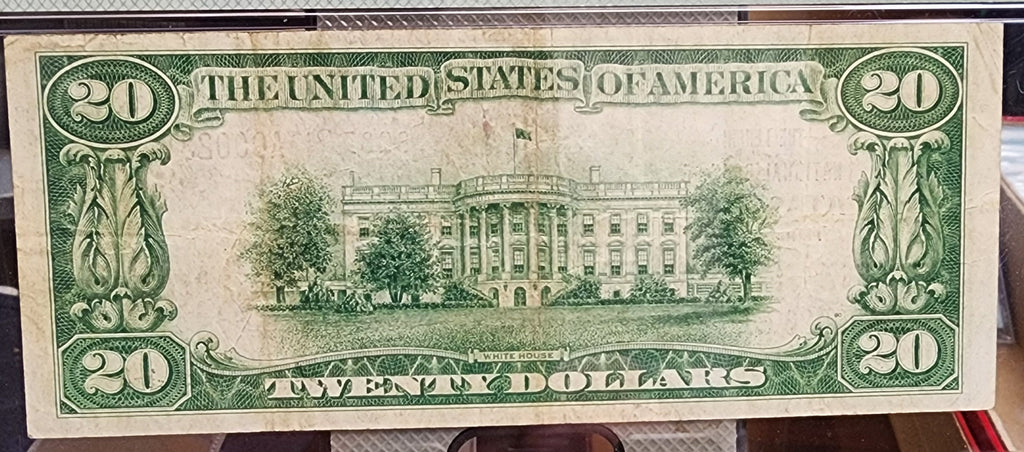 20 THE UNITED STATES OF AMERICA 20
20 WHITE HOUSE 20
TWENTY DOLLARS